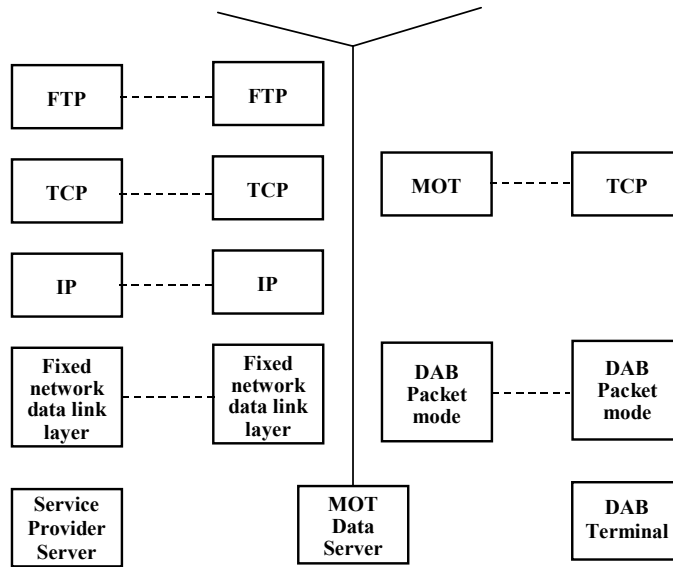 FTP
FTP
TCP
TCP
MOT
TCP
IP
IP
Fixed
network
data link
layer
Fixed
network
data link
layer
DAB
Packet
mode
DAB
Packet
mode
Service
Provider
Server
MOT
Data
Server
DAB
Terminal